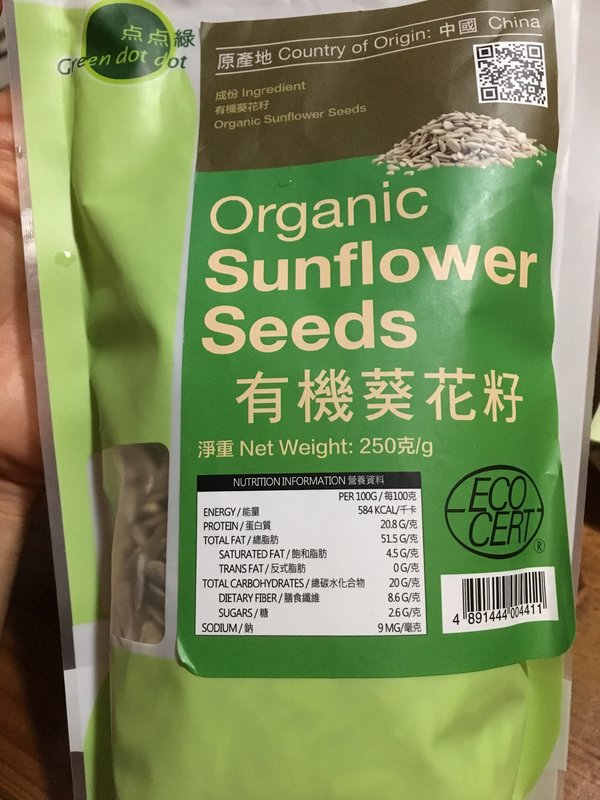 点点綠
Green dot dot
原產地 Country of Origin: 中國 China
成份 Ingredient
有機葵花籽
Organic Sunflower Seeds
Organic
Sunflower
Seeds
有機葵花籽
淨重 Net Weight: 250克/g
NUTRITION INFORMATION 營養資料
PER 100G / 每100克
ENERGY / 能量 584 KCAL/千卡
PROTEIN / 蛋白質 20.8 G/克
TOTAL FAT / 總脂肪 51.5 G/克
SATURATED FAT / 飽和脂肪 4.5 G/克
TRANS FAT / 反式脂肪 0 G/克
TOTAL CARBOHYDRATES / 總碳水化合物 20 G/克
DIETARY FIBER / 膳食纖維 8.6 G/克
SUGARS / 糖 2.6 G/克
SODIUM / 鈉 9 MG/毫克
ECO
CERT
®
4 891444 004411